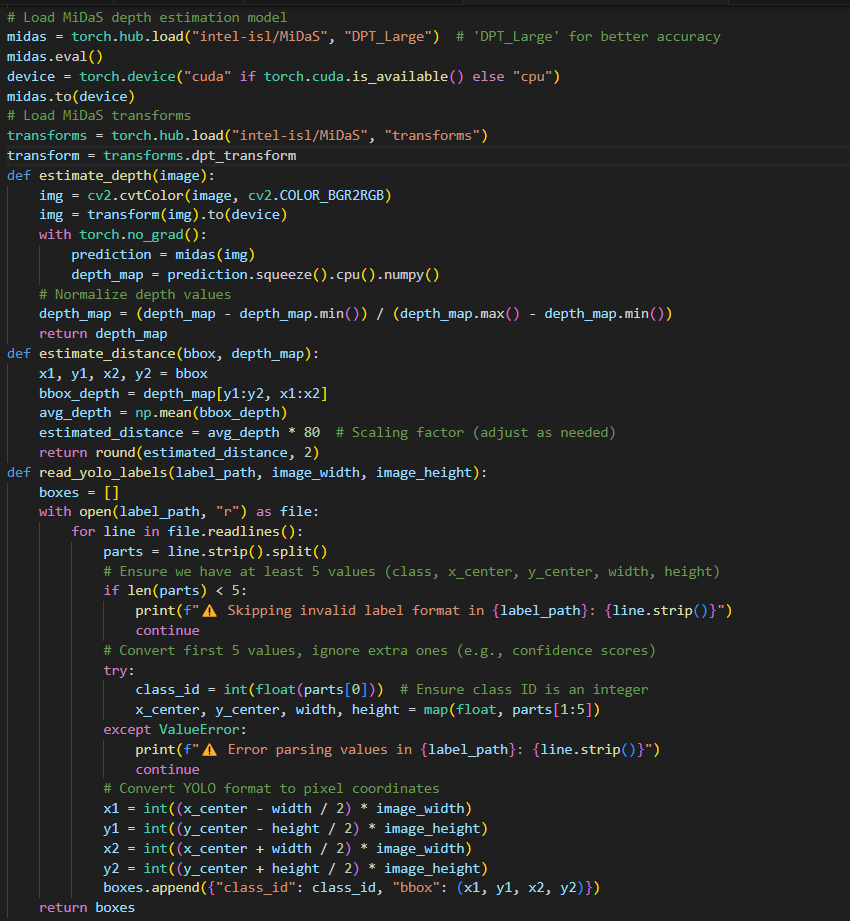 # Load MiDaS depth estimation model
midas = torch.hub.load("intel-isl/MiDaS", "DPT_Large")  # 'DPT_Large' for better accuracy
midas.eval()
device = torch.device("cuda" if torch.cuda.is_available() else "cpu")
midas.to(device)
# Load MiDaS transforms
transforms = torch.hub.load("intel-isl/MiDaS", "transforms")
transform = transforms.dpt_transform
def estimate_depth(image):
    img = cv2.cvtColor(image, cv2.COLOR_BGR2RGB)
    img = transform(img).to(device)
    with torch.no_grad():
        prediction = midas(img)
        depth_map = prediction.squeeze().cpu().numpy()
    # Normalize depth values
    depth_map = (depth_map - depth_map.min()) / (depth_map.max() - depth_map.min())
    return depth_map
def estimate_distance(bbox, depth_map):
    x1, y1, x2, y2 = bbox
    bbox_depth = depth_map[y1:y2, x1:x2]
    avg_depth = np.mean(bbox_depth)
    estimated_distance = avg_depth * 80  # Scaling factor (adjust as needed)
    return round(estimated_distance, 2)
def read_yolo_labels(label_path, image_width, image_height):
    boxes = []
    with open(label_path, "r") as file:
        for line in file.readlines():
            parts = line.strip().split()
            # Ensure we have at least 5 values (class, x_center, y_center, width, height)
            if len(parts) < 5:
                print(f"⚠️ Skipping invalid label format in {label_path}: {line.strip()}")
                continue
            # Convert first 5 values, ignore extra ones (e.g., confidence scores)
            try:
                class_id = int(float(parts[0]))  # Ensure class ID is an integer
                x_center, y_center, width, height = map(float, parts[1:5])
            except ValueError:
                print(f"⚠️ Error parsing values in {label_path}: {line.strip()}")
                continue
            # Convert YOLO format to pixel coordinates
            x1 = int((x_center - width / 2) * image_width)
            y1 = int((y_center - height / 2) * image_height)
            x2 = int((x_center + width / 2) * image_width)
            y2 = int((y_center + height / 2) * image_height)
            boxes.append({"class_id": class_id, "bbox": (x1, y1, x2, y2)})
    return boxes